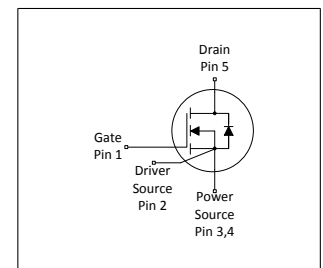 Drain
Pin 5
Gate
Pin 1
Driver
Source
Pin 2
Power
Source
Pin 3,4